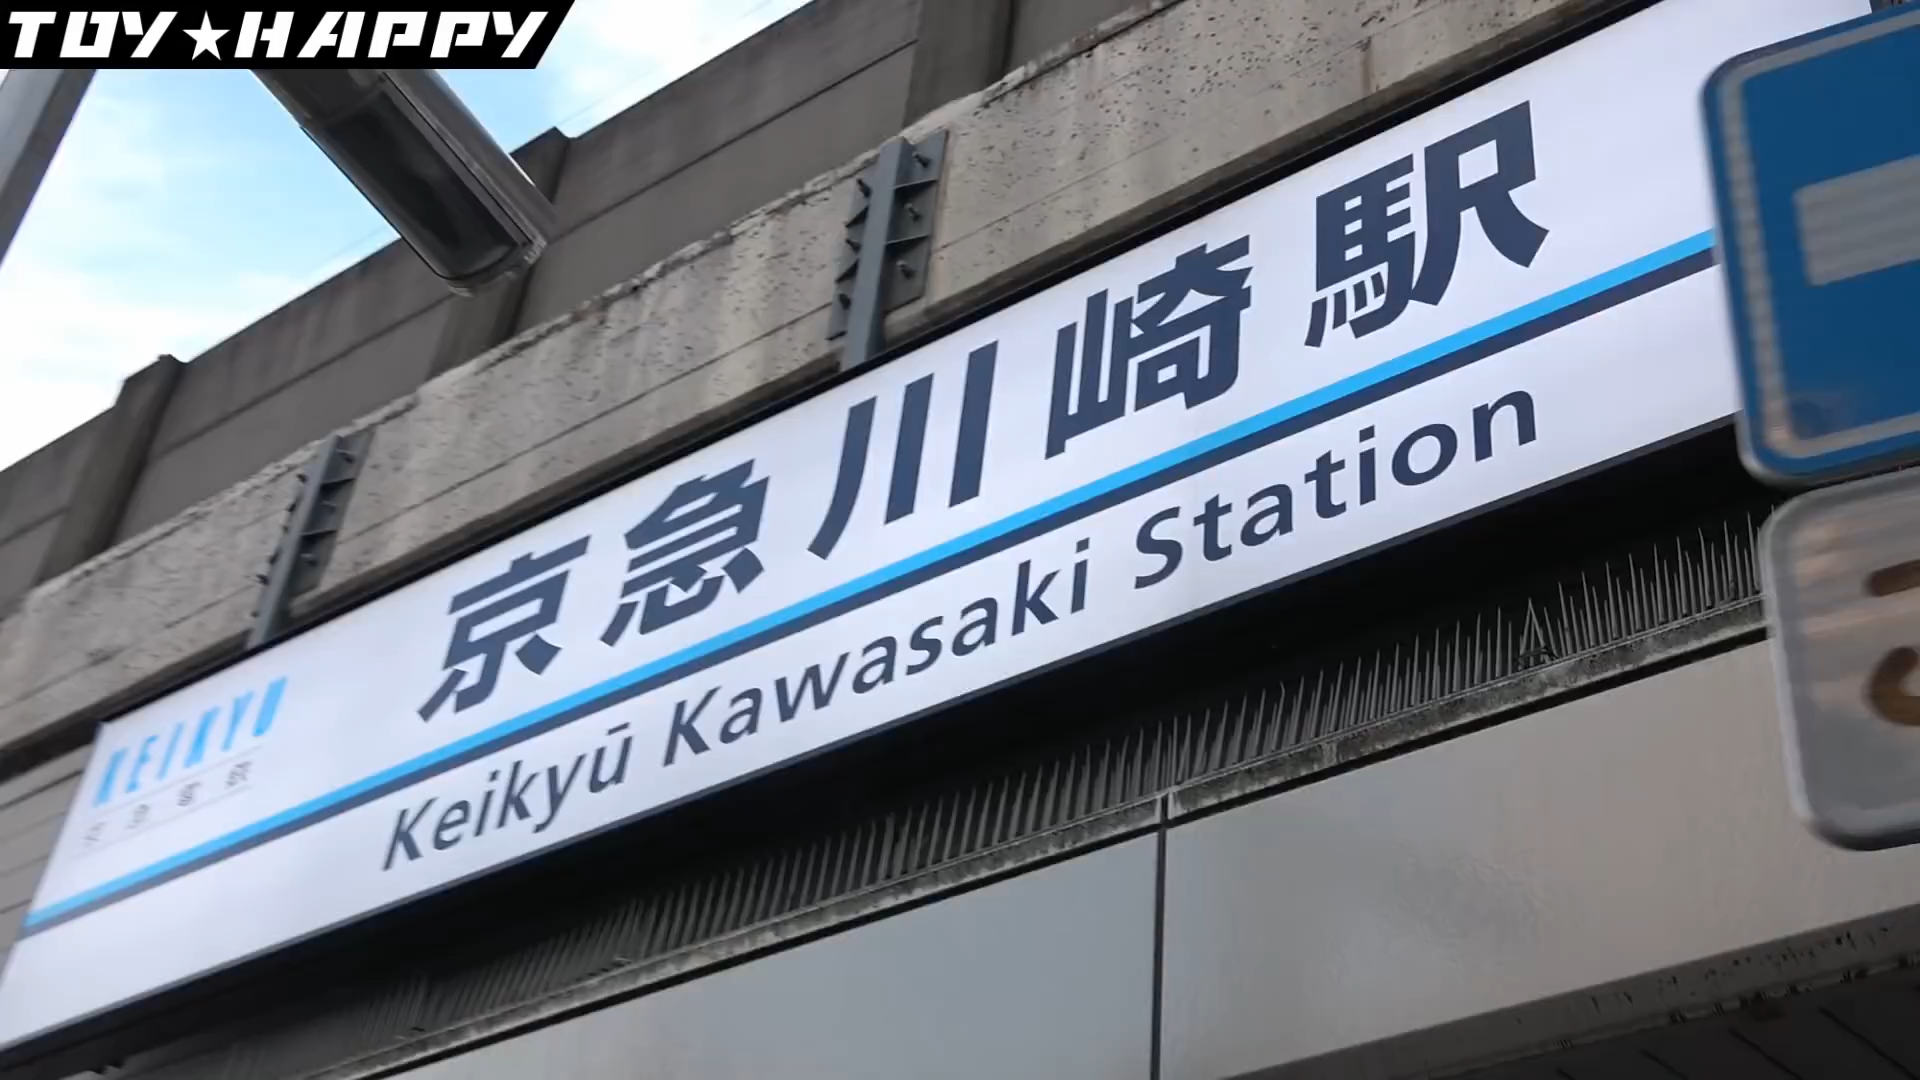 TOY★HAPPY
京急川崎駅
KEIKYU
Keikyū Kawasaki Station